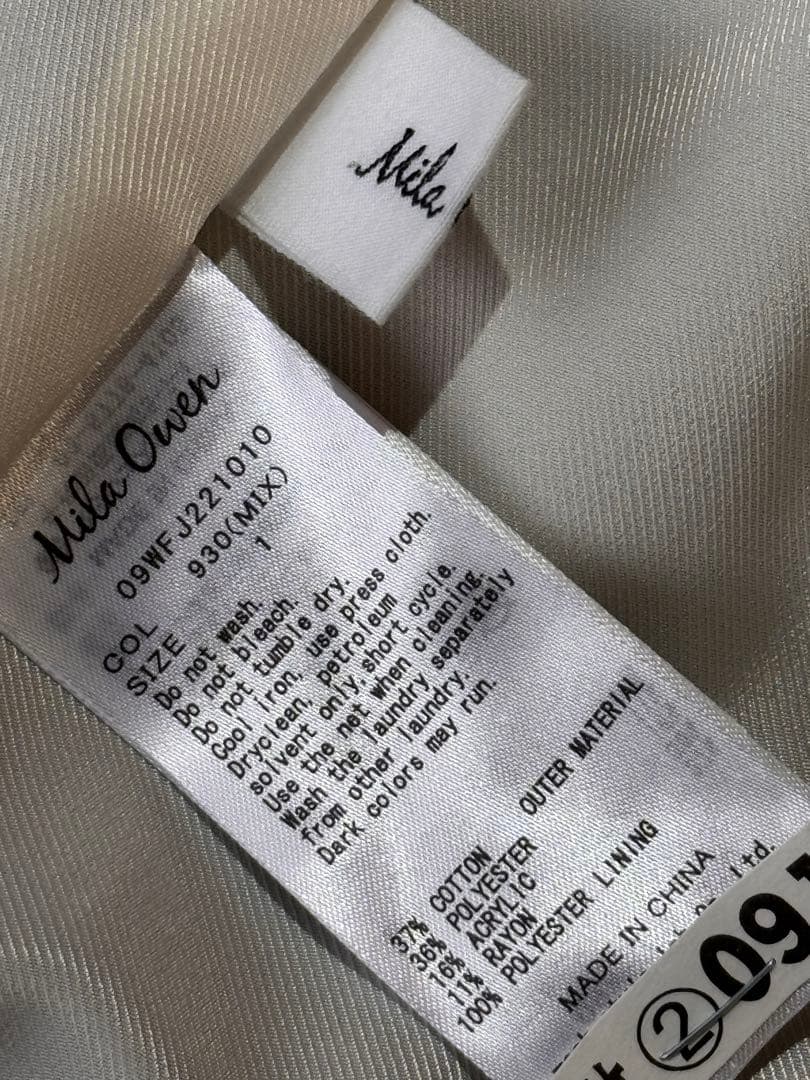 Mila
Mila Owen
09WFJ221010
COL 930(MIX)
SIZE 1
Do not wash.
Do not bleach.
Do not tumble dry.
Cool iron, use press cloth.
Dryclean, petroleum
solvent only, short cycle.
Use the net when cleaning.
Wash the laundry separately
from other laundry.
Dark colors may run.
OUTER MATERIAL
37% COTTON
36% POLYESTER
16% ACRYLIC
11% RAYON
100% POLYESTER LINING
MADE IN CHINA
Ltd.
②09